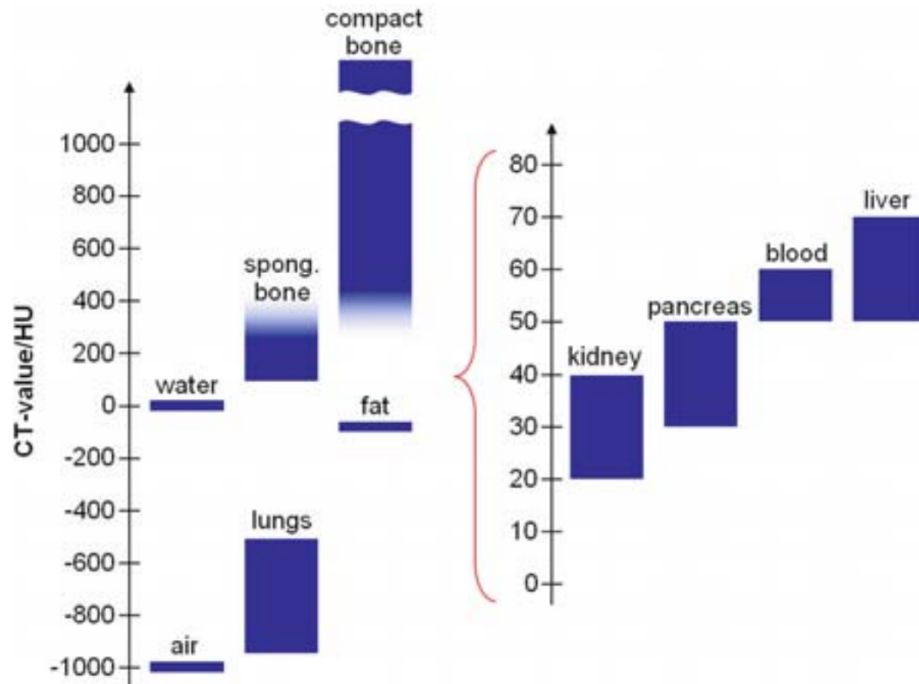 compact
bone
CT-value/HU
1000
800
600
400
200
0
-200
-400
-600
-800
-1000
spong.
bone
water
fat
lungs
air
80
70
60
50
40
30
20
10
0
liver
blood
pancreas
kidney